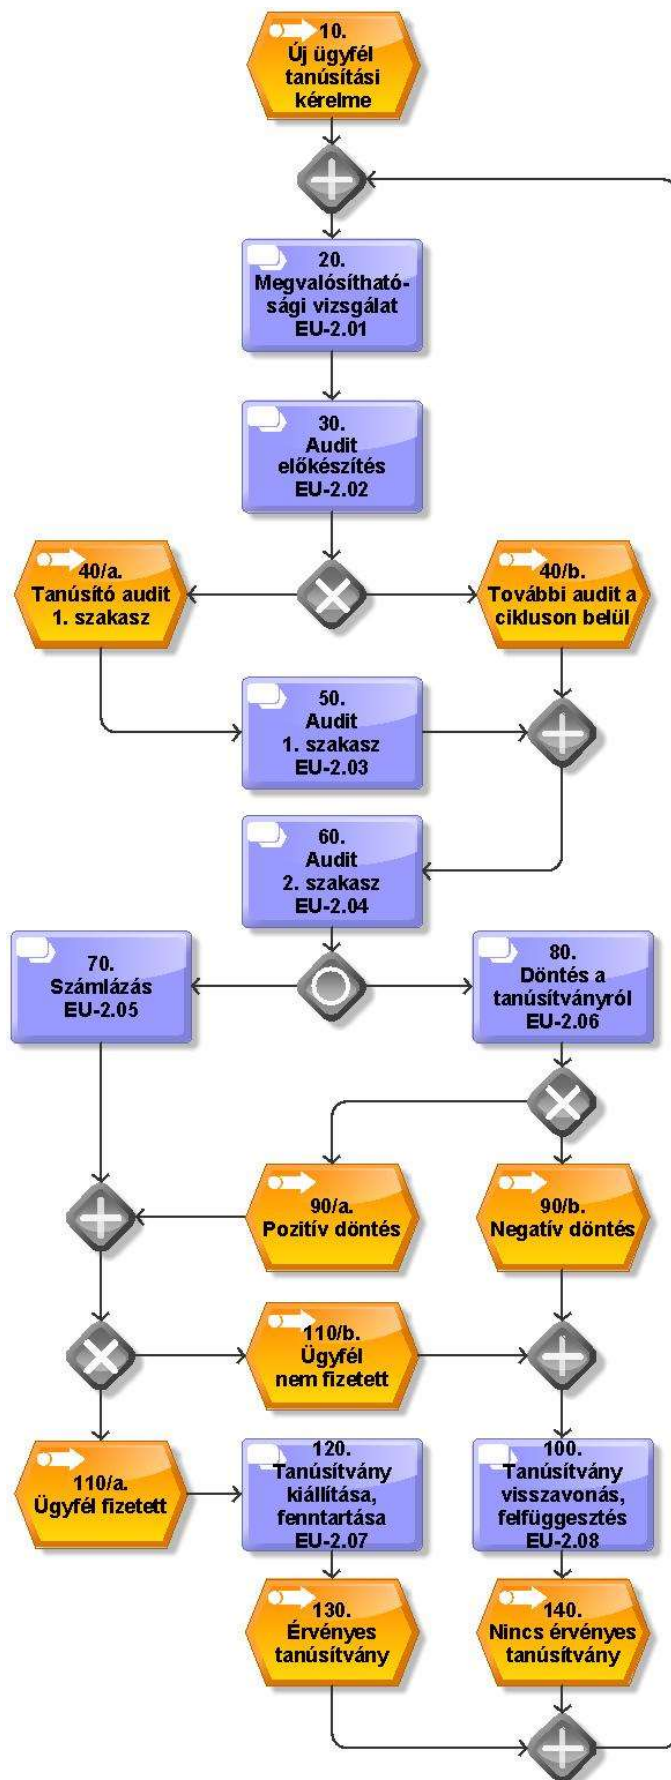 10.
Új ügyfél
tanúsítási
kérelme
20.
Megvalósítható-
sági vizsgálat
EU-2.01
30.
Audit
előkészítés
EU-2.02
40/a.
Tanúsító audit
1. szakasz
40/b.
További audit a
cikluson belül
50.
Audit
1. szakasz
EU-2.03
60.
Audit
2. szakasz
EU-2.04
70.
Számlázás
EU-2.05
80.
Döntés a
tanúsítványról
EU-2.06
90/a.
Pozitív döntés
90/b.
Negatív döntés
110/b.
Ügyfél
nem fizetett
110/a.
Ügyfél fizetett
120.
Tanúsítvány
kiállítása,
fenntartása
EU-2.07
100.
Tanúsítvány
visszavonás,
felfüggesztés
EU-2.08
130.
Érvényes
tanúsítvány
140.
Nincs érvényes
tanúsítvány